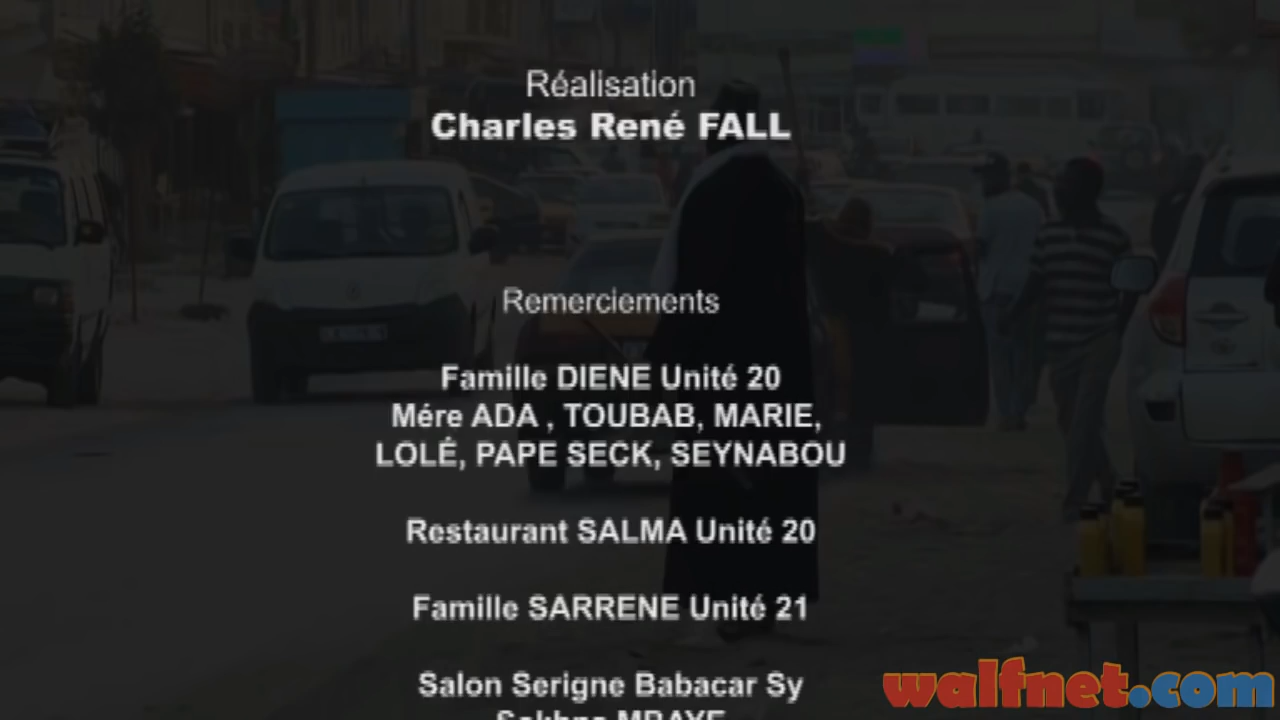 Réalisation
Charles René FALL
Remerciements
Famille DIENE Unité 20
Mére ADA , TOUBAB, MARIE,
LOLÉ, PAPE SECK, SEYNABOU
Restaurant SALMA Unité 20
Famille SARRENE Unité 21
Salon Serigne Babacar Sy
walfnet.com